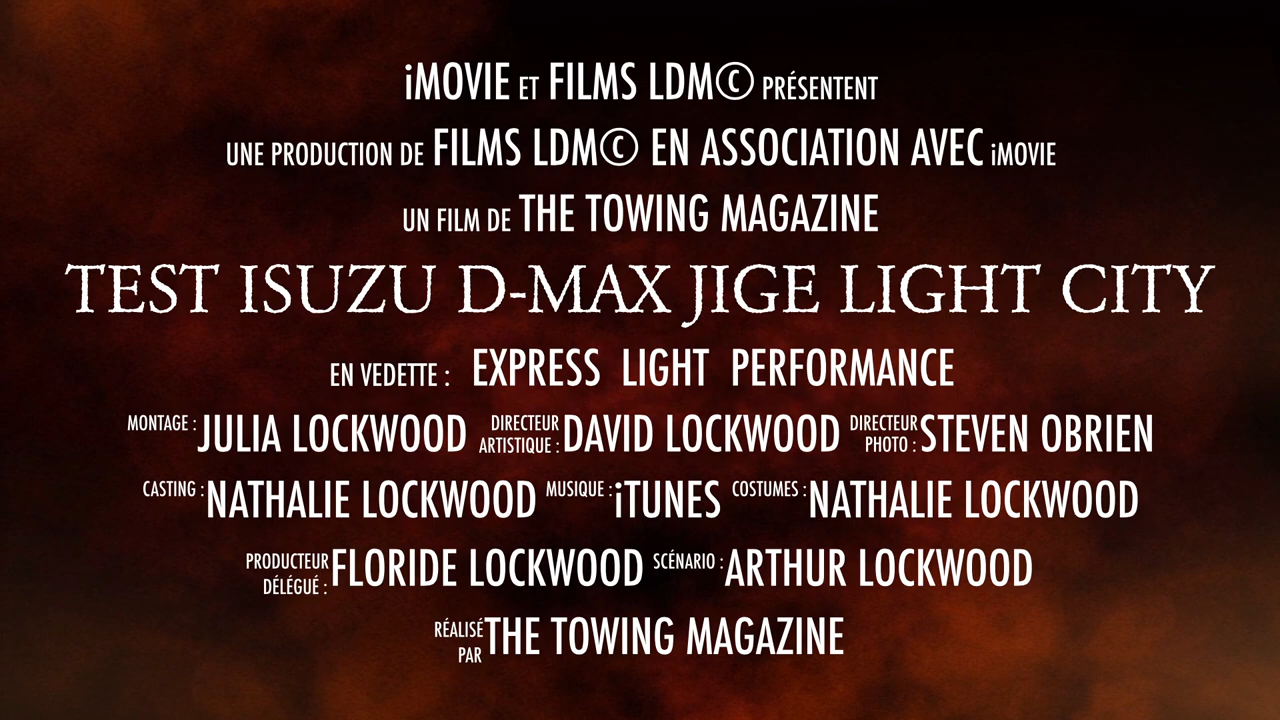 iMOVIE ET FILMS LDM© PRÉSENTENT
UNE PRODUCTION DE FILMS LDM© EN ASSOCIATION AVEC iMOVIE
UN FILM DE THE TOWING MAGAZINE
TEST ISUZU D-MAX JIGE LIGHT CITY
EN VEDETTE : EXPRESS LIGHT PERFORMANCE
MONTAGE : JULIA LOCKWOOD DIRECTEUR ARTISTIQUE : DAVID LOCKWOOD DIRECTEUR PHOTO : STEVEN OBRIEN
CASTING : NATHALIE LOCKWOOD MUSIQUE : iTUNES COSTUMES : NATHALIE LOCKWOOD
PRODUCTEUR DÉLÉGUÉ : FLORIDE LOCKWOOD SCÉNARIO : ARTHUR LOCKWOOD
RÉALISÉ PAR THE TOWING MAGAZINE